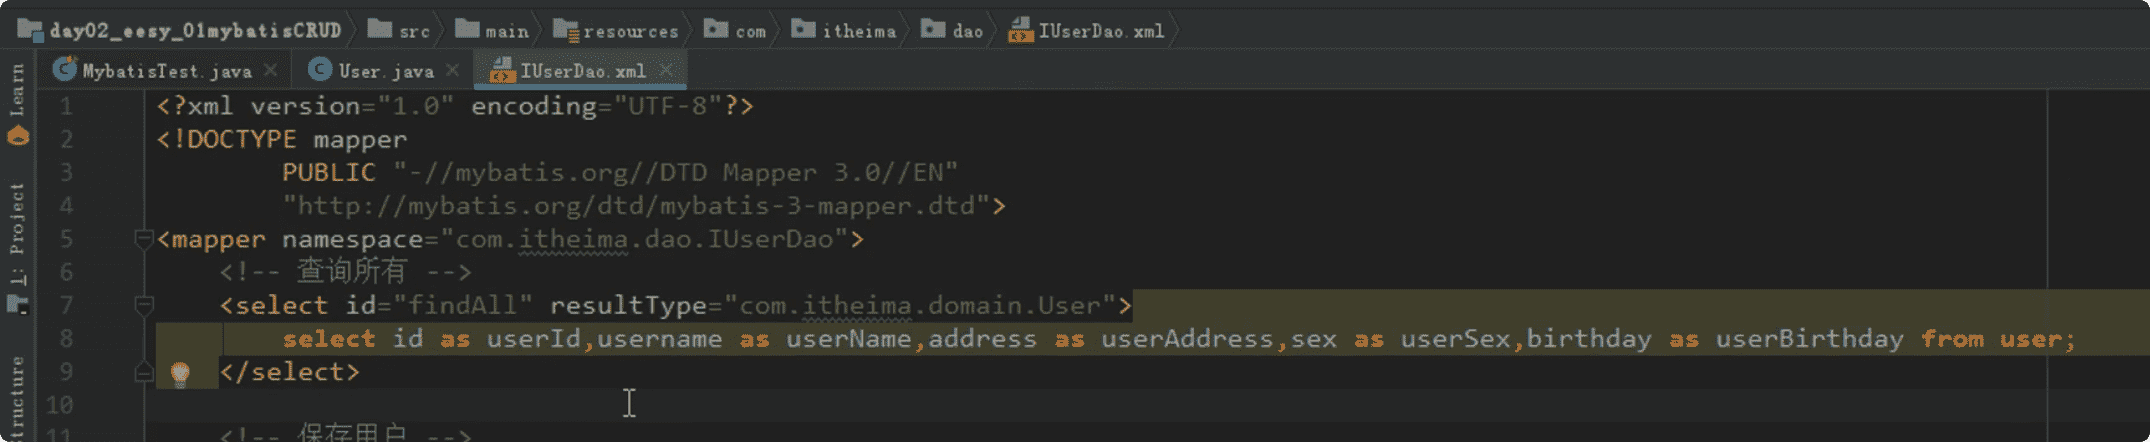 day02_eesy_01mybatisCRUD src main resources com itheima dao IUserDao.xml
MybatisTest.java User.java IUserDao.xml
Learn
1: Project
tructure
1 <?xml version="1.0" encoding="UTF-8"?>
2 <!DOCTYPE mapper
3 PUBLIC "-//mybatis.org//DTD Mapper 3.0//EN"
4 "http://mybatis.org/dtd/mybatis-3-mapper.dtd">
5 <mapper namespace="com.itheima.dao.IUserDao">
6 <!-- 查询所有 -->
7 <select id="findAll" resultType="com.itheima.domain.User">
8 select id as userId,username as userName,address as userAddress,sex as userSex,birthday as userBirthday from user;
9 </select>
10
11 <!-- 保存用户 -->